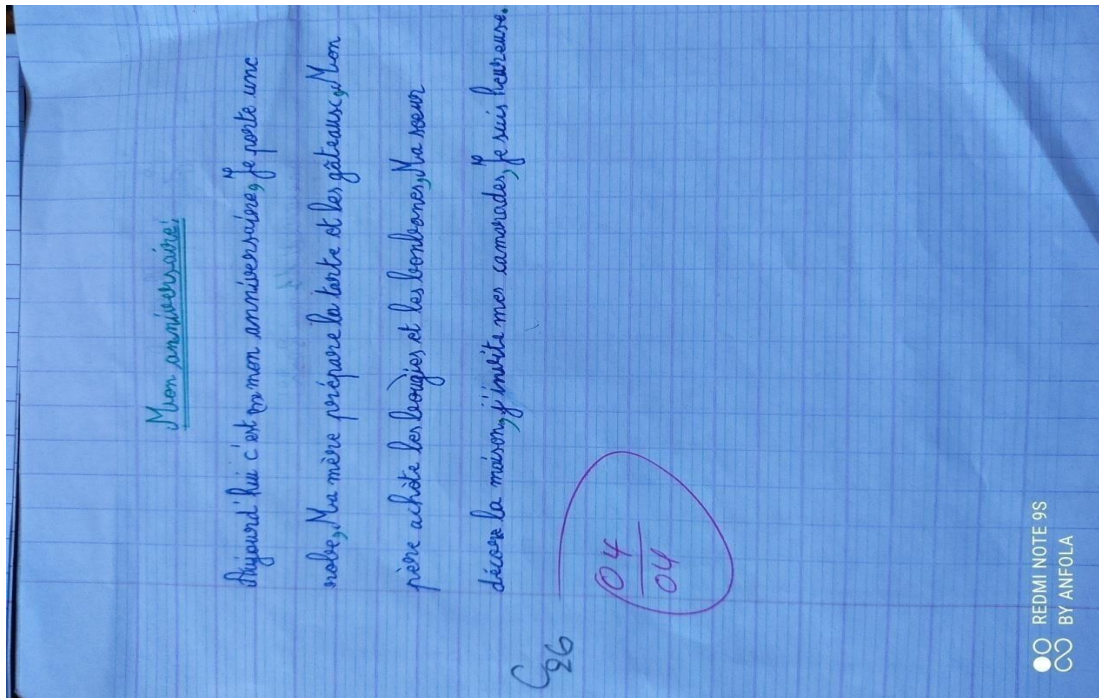 Mon anniversaire:
Aujourd'hui c'est mon anniversaire, Je porte une
robe, Ma mère prépare la tarte et les gâteaux, Mon
père achète les bougies et les bonbones, Ma soeur
décore la maison, j'invite mes camarades, Je suis heureuse.
04
04
C26
REDMI NOTE 9S
BY ANFOLA